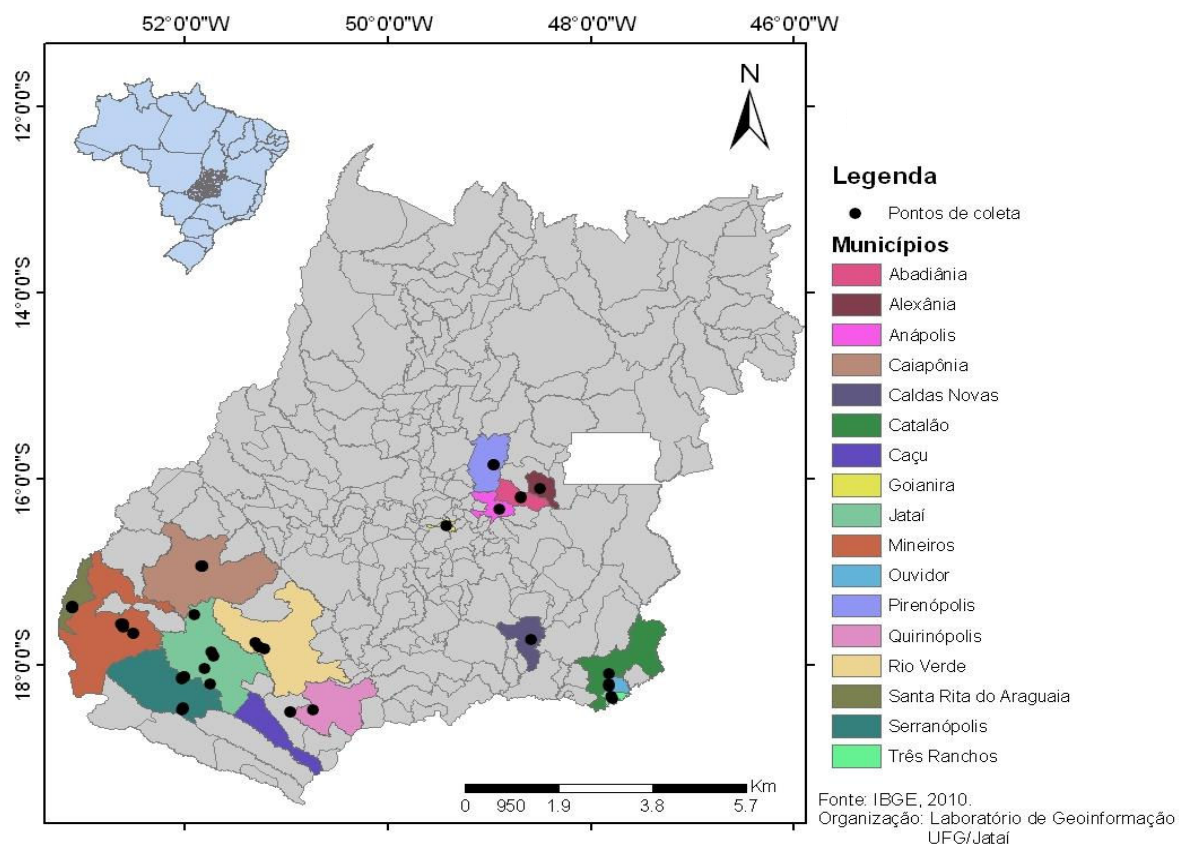 52°0'0"W 50°0'0"W 48°0'0"W 46°0'0"W
12°0'0"S
14°0'0"S
16°0'0"S
18°0'0"S
N
Legenda
Pontos de coleta
Municípios
Abadiânia
Alexânia
Anápolis
Caiapônia
Caldas Novas
Catalão
Caçu
Goianira
Jataí
Mineiros
Ouvidor
Pirenópolis
Quirinópolis
Rio Verde
Santa Rita do Araguaia
Serranópolis
Três Ranchos
Km
0 950 1.9 3.8 5.7
Fonte: IBGE, 2010.
Organização: Laboratório de Geoinformação
UFG/Jataí